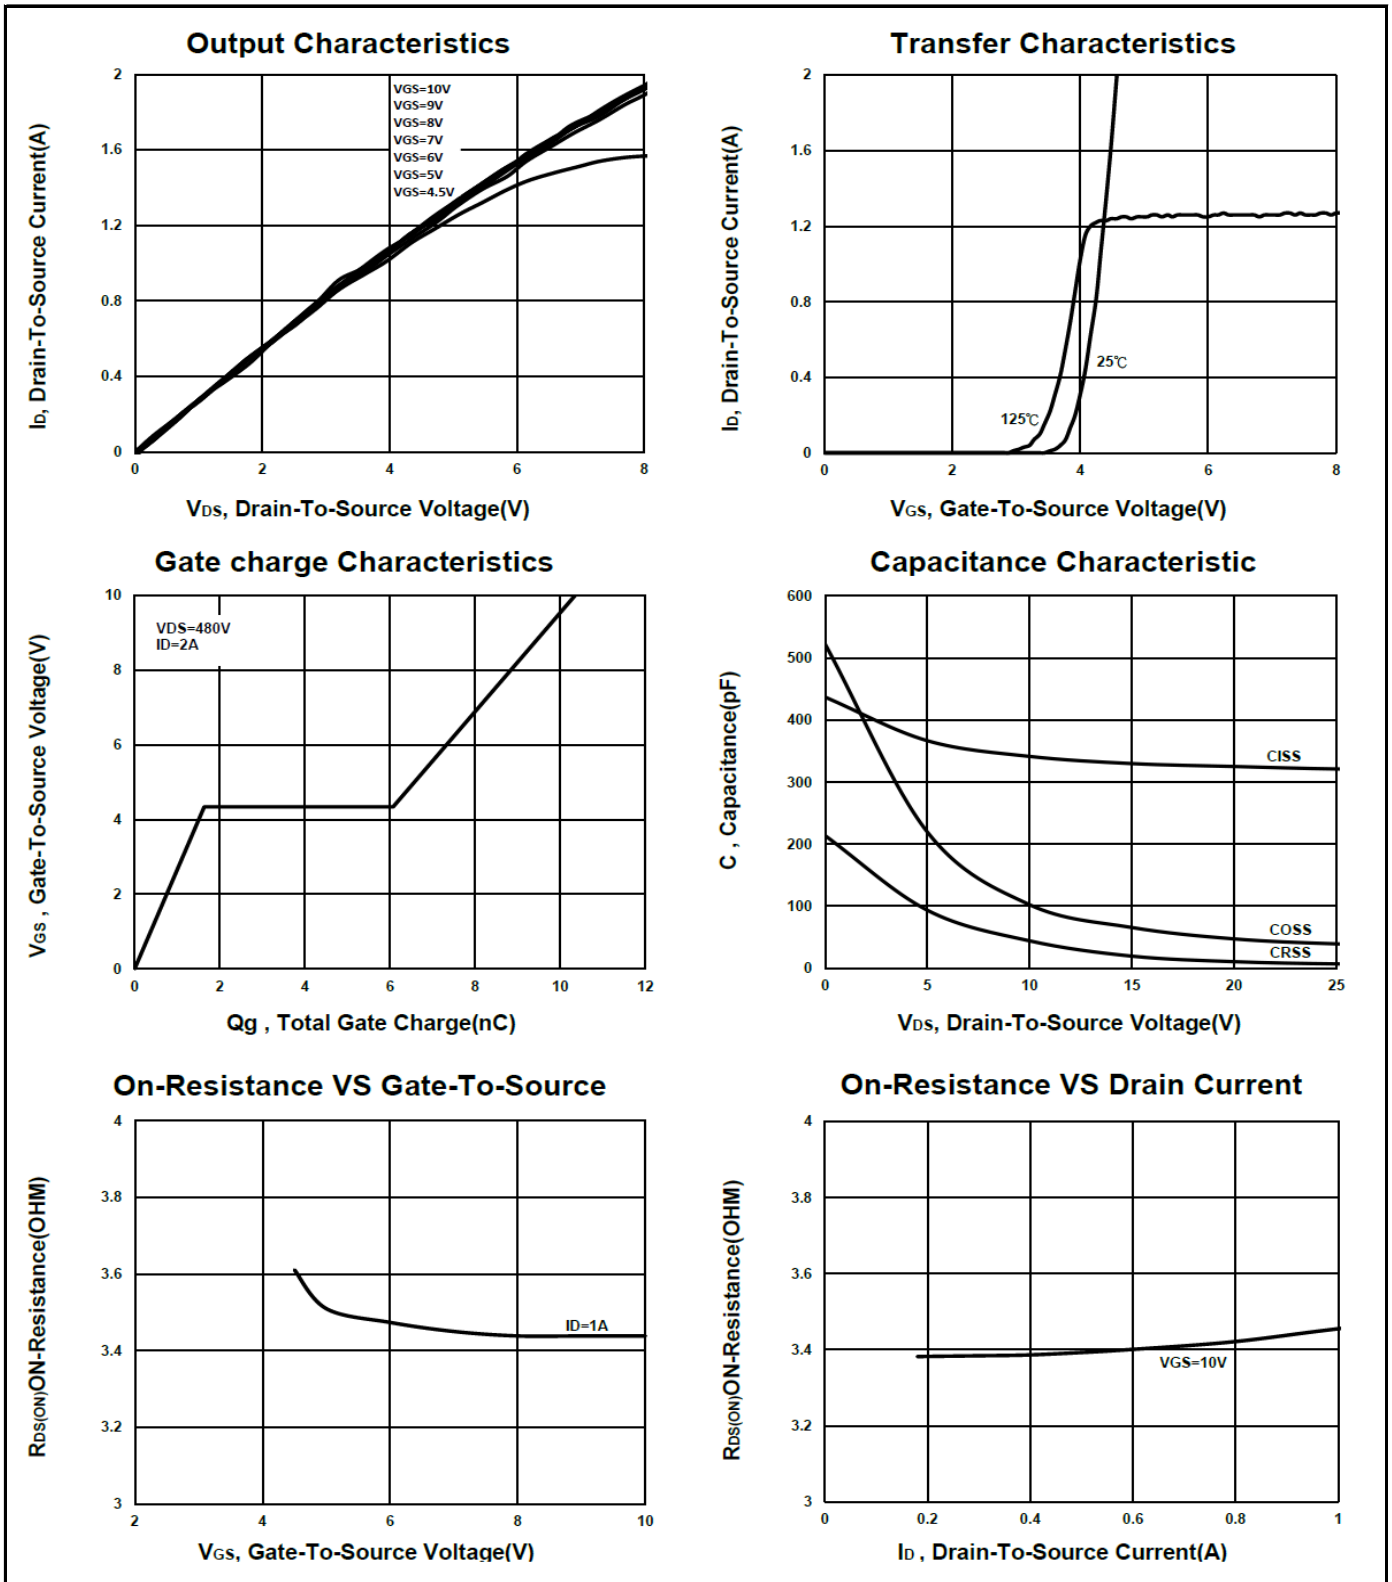 Output Characteristics
2
1.6
1.2
0.8
0.4
0
0 2 4 6 8
VGS=10V
VGS=9V
VGS=8V
VGS=7V
VGS=6V
VGS=5V
VGS=4.5V
ID, Drain-To-Source Current(A)
VDS, Drain-To-Source Voltage(V)
Transfer Characteristics
2
1.6
1.2
0.8
0.4
0
0 2 4 6 8
25℃
125℃
ID, Drain-To-Source Current(A)
VGS, Gate-To-Source Voltage(V)
Gate charge Characteristics
10
8
6
4
2
0
0 2 4 6 8 10 12
VDS=480V
ID=2A
VGS , Gate-To-Source Voltage(V)
Qg , Total Gate Charge(nC)
Capacitance Characteristic
600
500
400
300
200
100
0
0 5 10 15 20 25
CISS
COSS
CRSS
C , Capacitance(pF)
VDS, Drain-To-Source Voltage(V)
On-Resistance VS Gate-To-Source
4
3.8
3.6
3.4
3.2
3
2 4 6 8 10
ID=1A
RDS(ON)ON-Resistance(OHM)
VGS, Gate-To-Source Voltage(V)
On-Resistance VS Drain Current
4
3.8
3.6
3.4
3.2
3
0 0.2 0.4 0.6 0.8 1
VGS=10V
RDS(ON)ON-Resistance(OHM)
ID , Drain-To-Source Current(A)